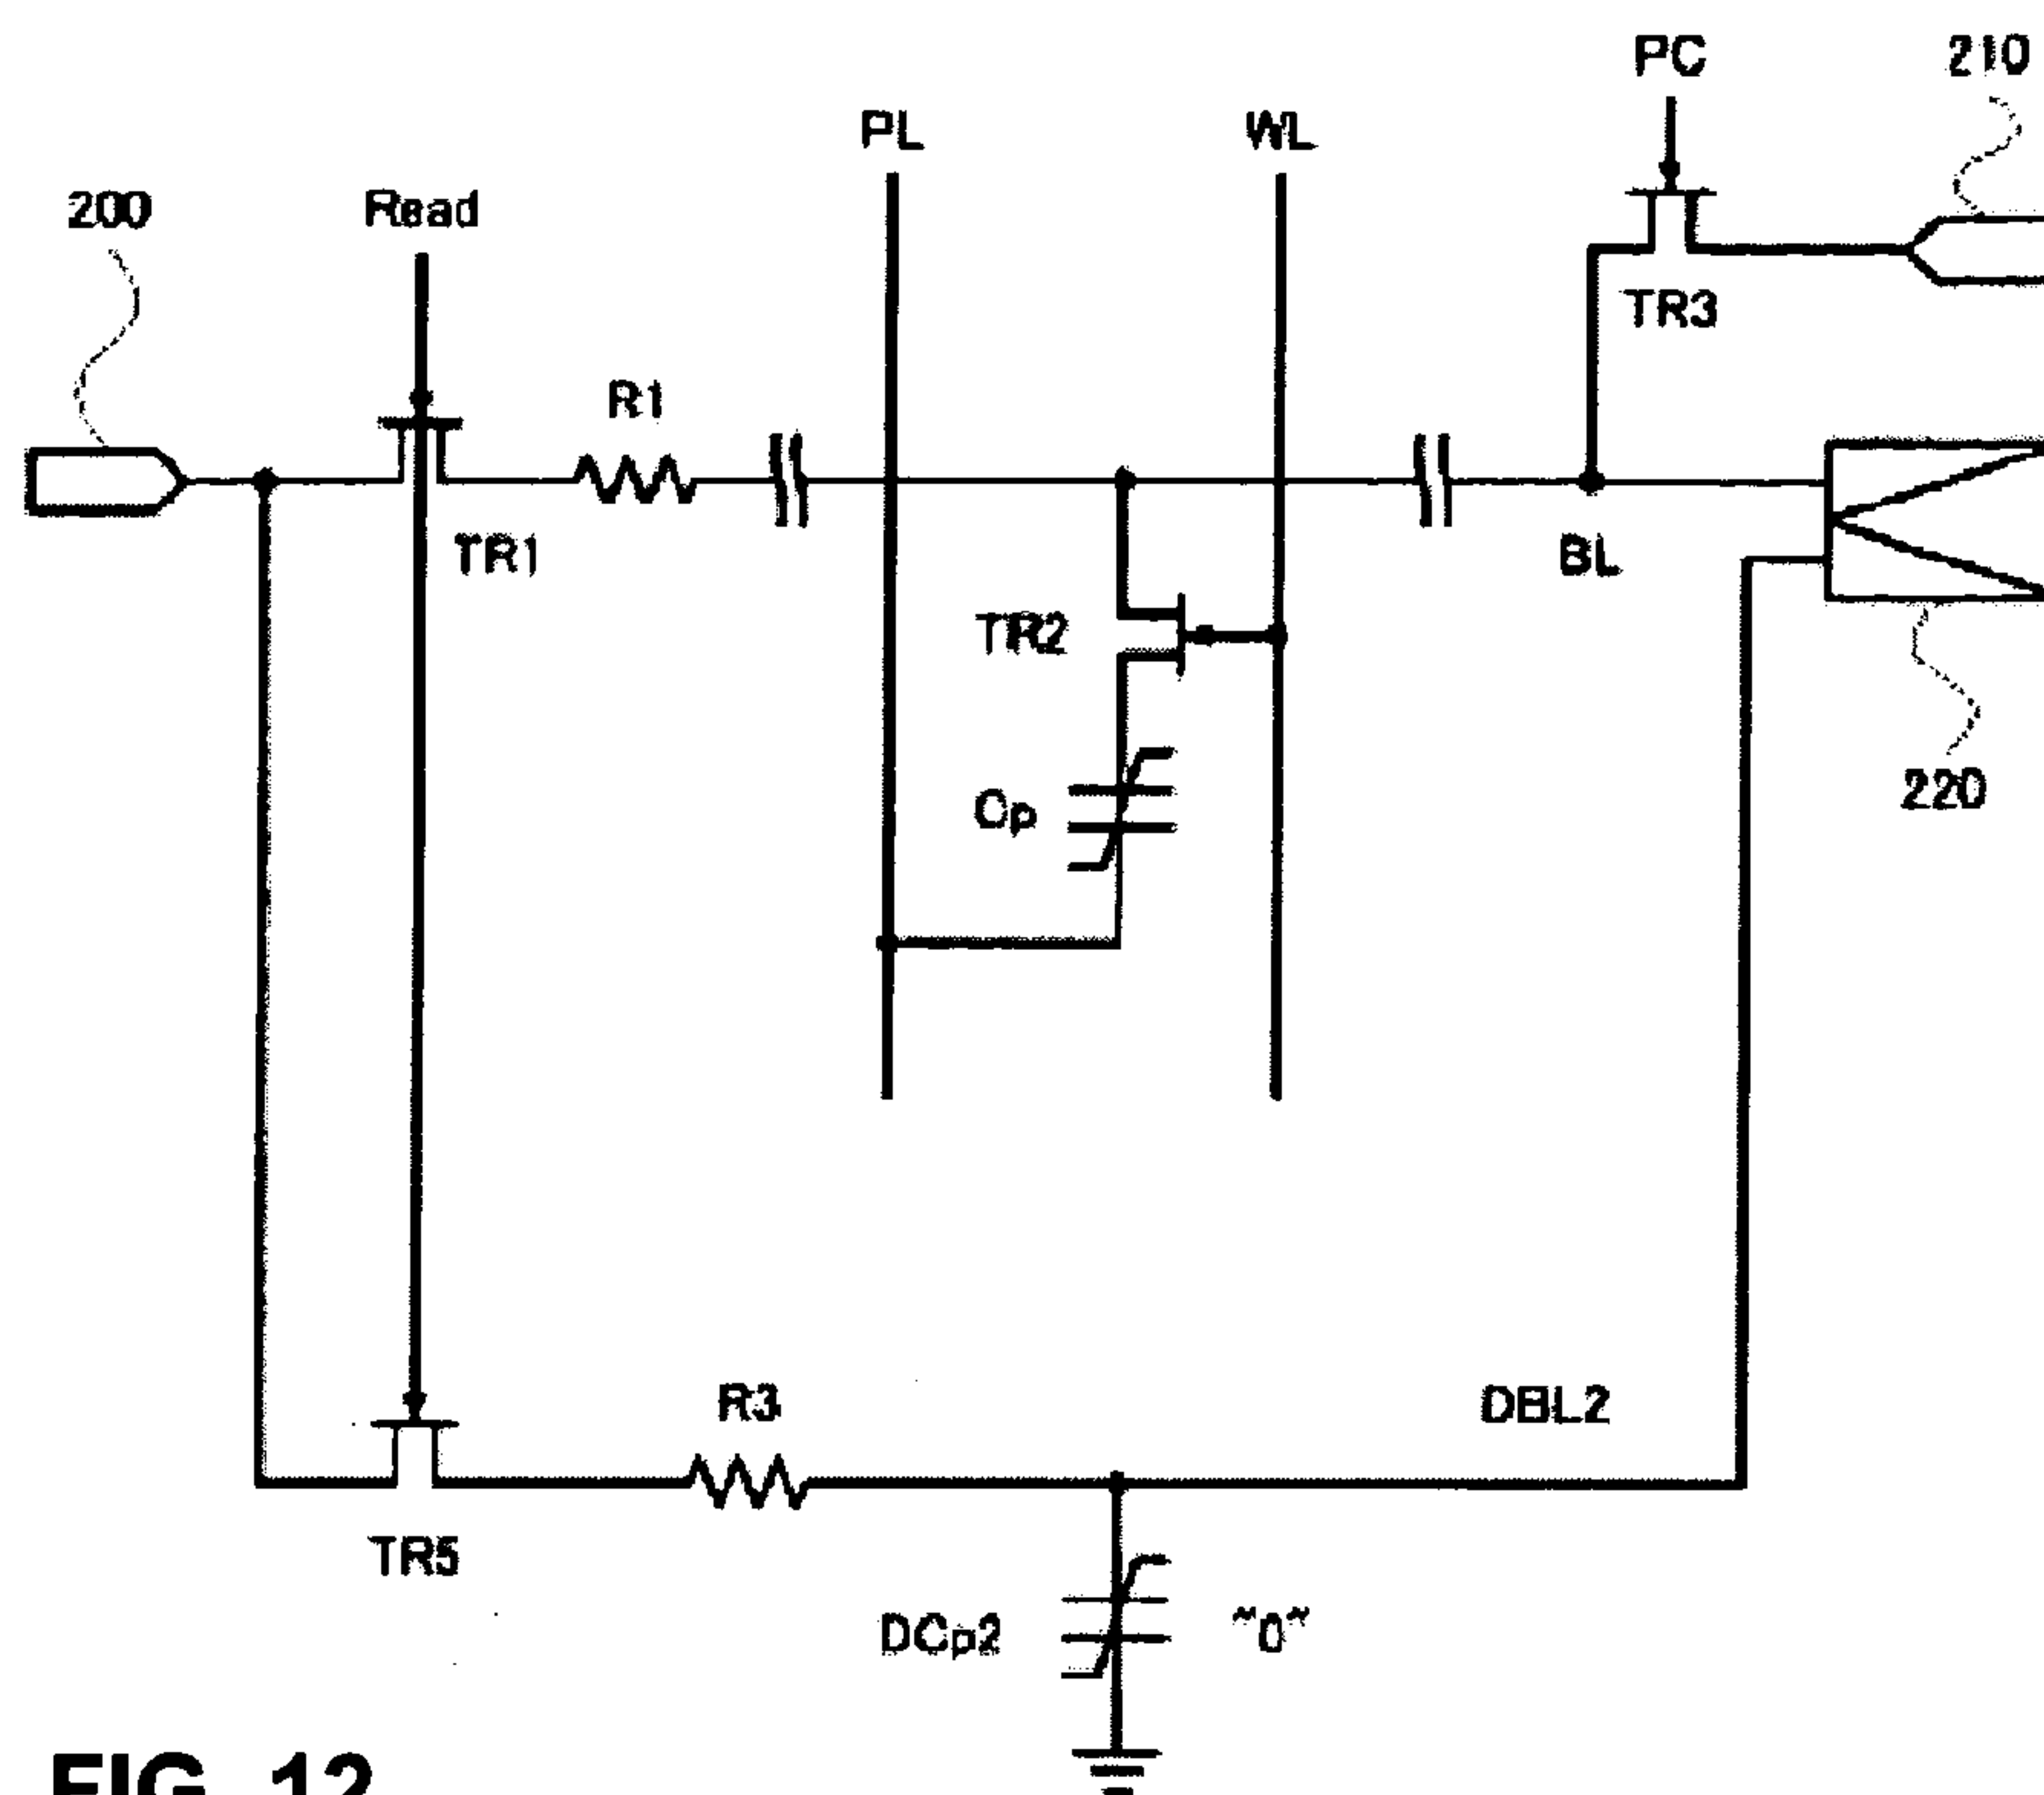 PC
210
PL
WL
200
Read
TR3
R1
TR1
BL
TR2
220
Cp
R3
DBL2
TR5
DCp2
"0"
FIG. 12